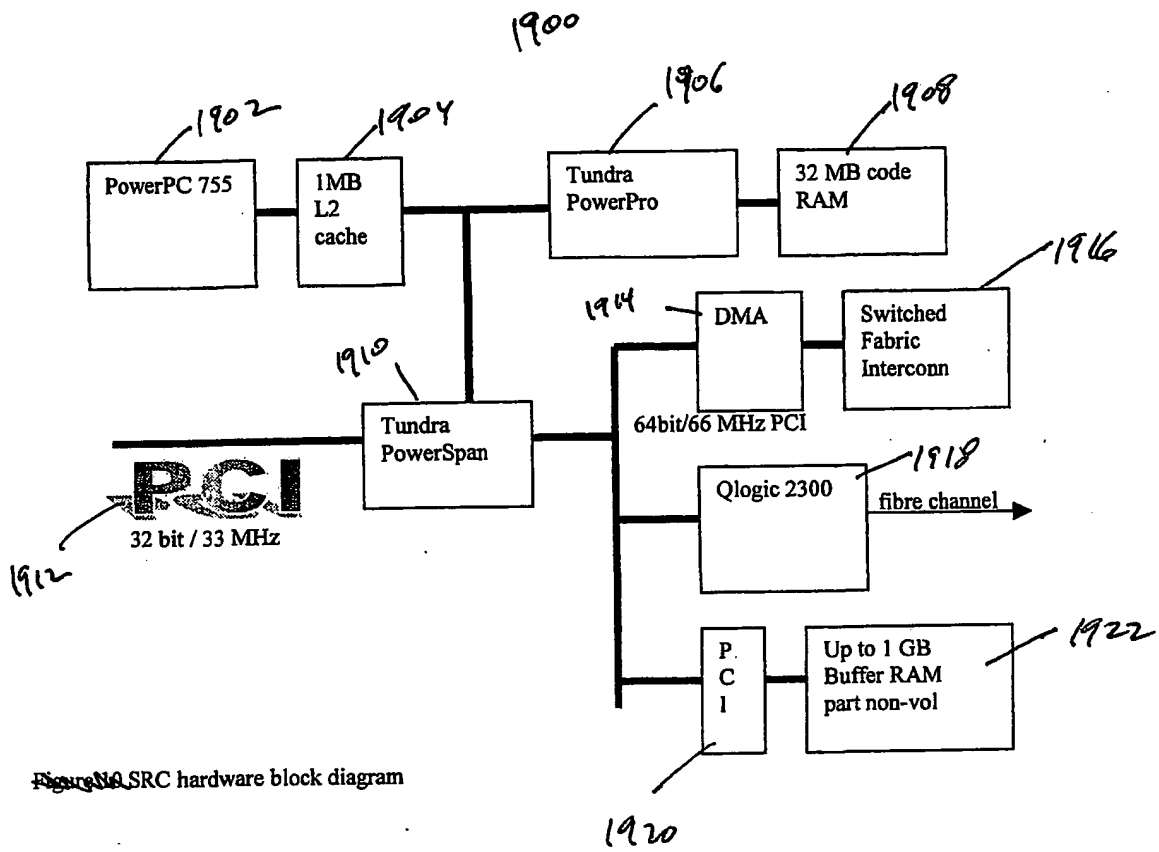 1900
1902
1904
1906
1908
PowerPC 755
1MB
L2
cache
Tundra
PowerPro
32 MB code
RAM
1910
1914
1916
Tundra
PowerSpan
DMA
Switched
Fabric
Interconn
64bit/66 MHz PCI
PCI
32 bit / 33 MHz
1912
1918
Qlogic 2300
fibre channel
P
C
I
1920
Up to 1 GB
Buffer RAM
part non-vol
1922
SRC hardware block diagram